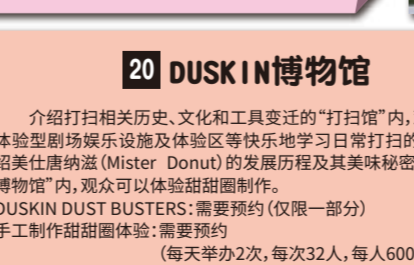 20 DUSKIN博物馆
介绍打扫相关历史、文化和工具变迁的“打扫馆”内，
体验型剧场娱乐设施及体验区等快乐地学习日常打扫的
绍美仕唐纳滋（Mister Donut）的发展历程及其美味秘密
博物馆”内，观众可以体验甜甜圈制作。
DUSKIN DUST BUSTERS：需要预约（仅限一部分）
手工制作甜甜圈体验：需要预约
（每天举办2次，每次32人，每人600